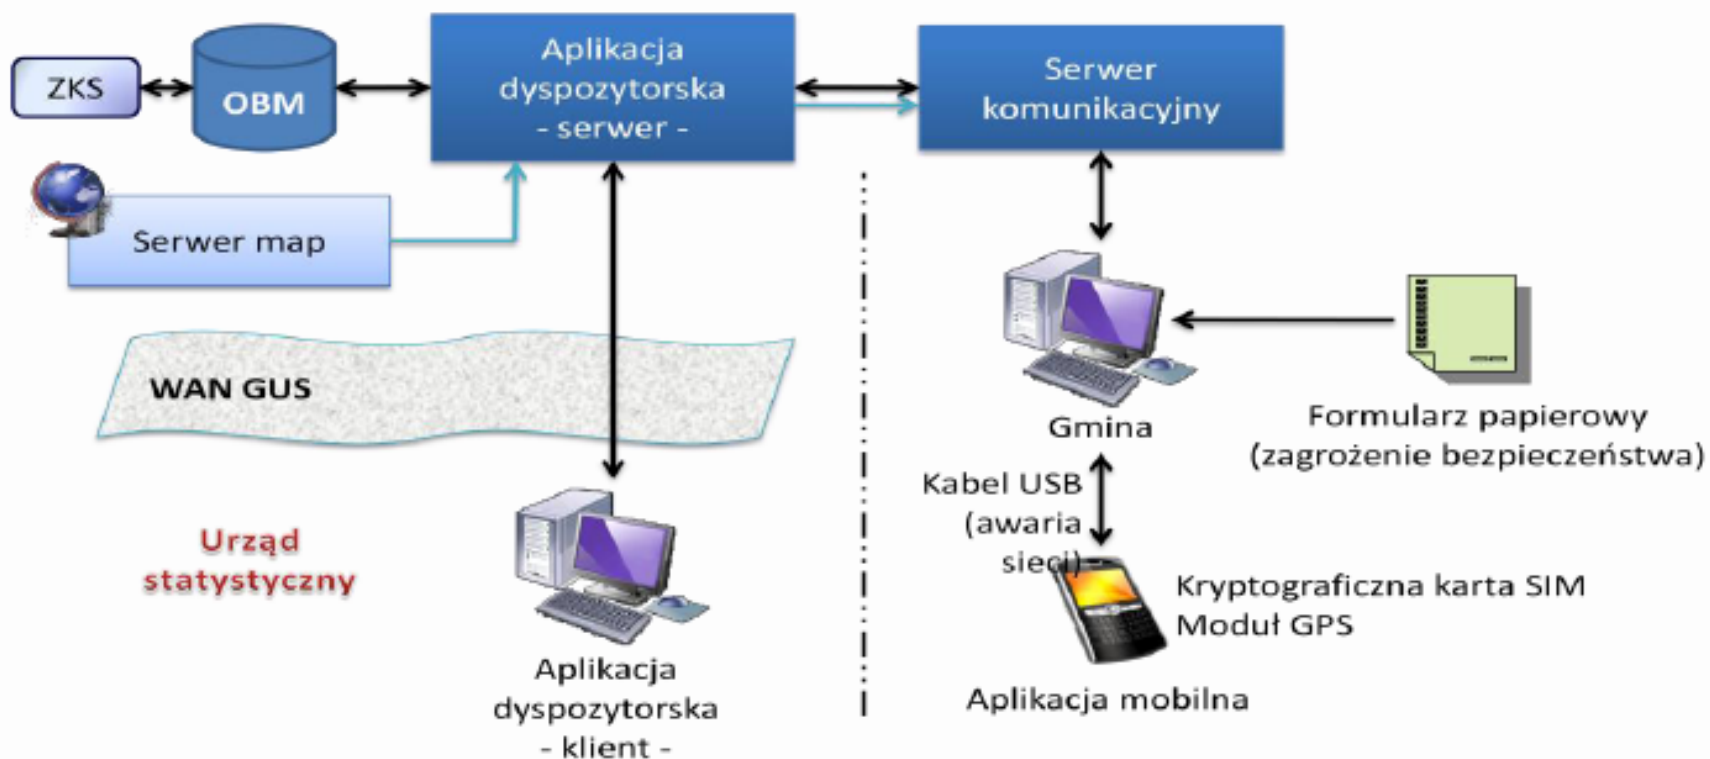 ZKS
OBM
Aplikacja
dyspozytorska
- serwer -
Serwer
komunikacyjny
Serwer map
WAN GUS
Gmina
Formularz papierowy
(zagrożenie bezpieczeństwa)
Kabel USB
(awaria
sieci)
Urząd
statystyczny
Kryptograficzna karta SIM
Moduł GPS
Aplikacja
dyspozytorska
- klient -
Aplikacja mobilna